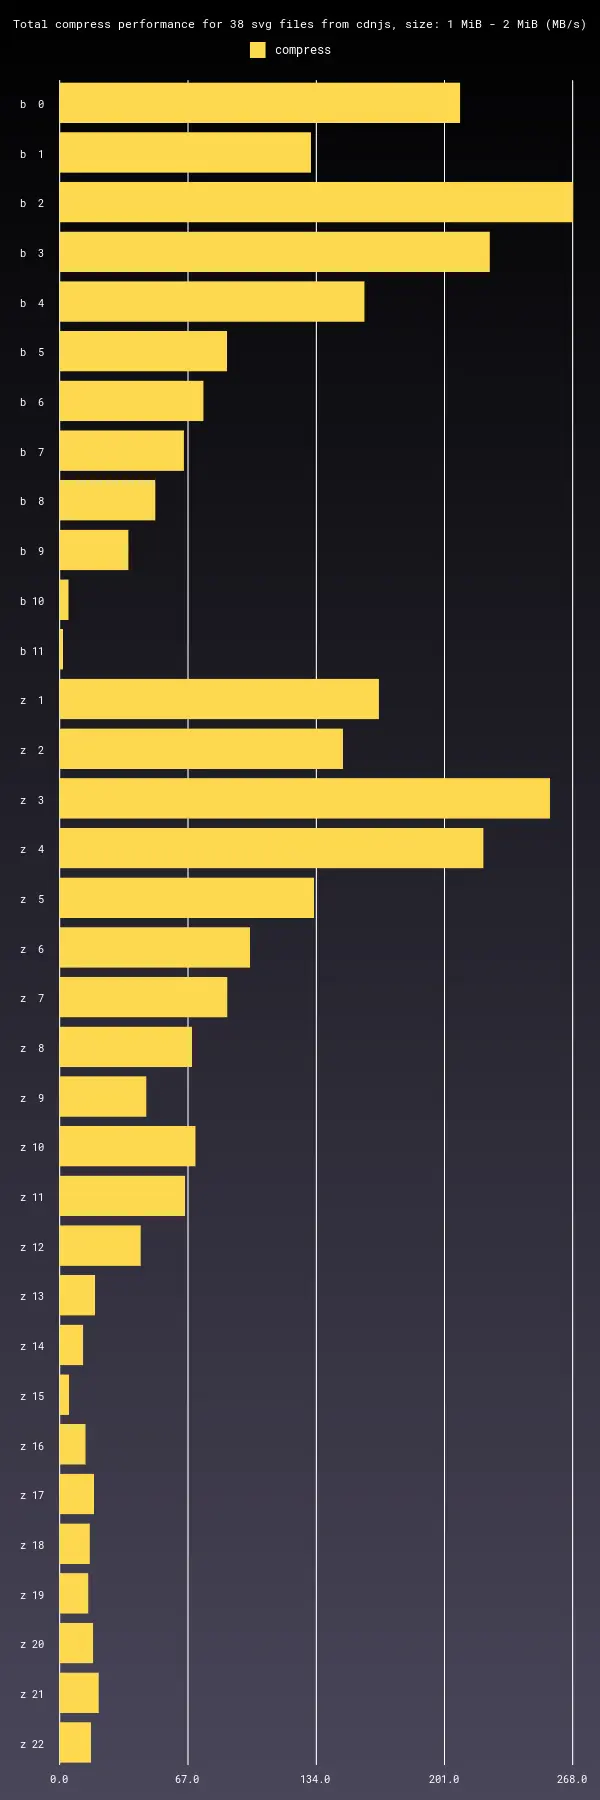 Total compress performance for 38 svg files from cdnjs, size: 1 MiB - 2 MiB (MB/s)
compress
b  0
b  1
b  2
b  3
b  4
b  5
b  6
b  7
b  8
b  9
b 10
b 11
z  1
z  2
z  3
z  4
z  5
z  6
z  7
z  8
z  9
z 10
z 11
z 12
z 13
z 14
z 15
z 16
z 17
z 18
z 19
z 20
z 21
z 22
0.0 67.0 134.0 201.0 268.0